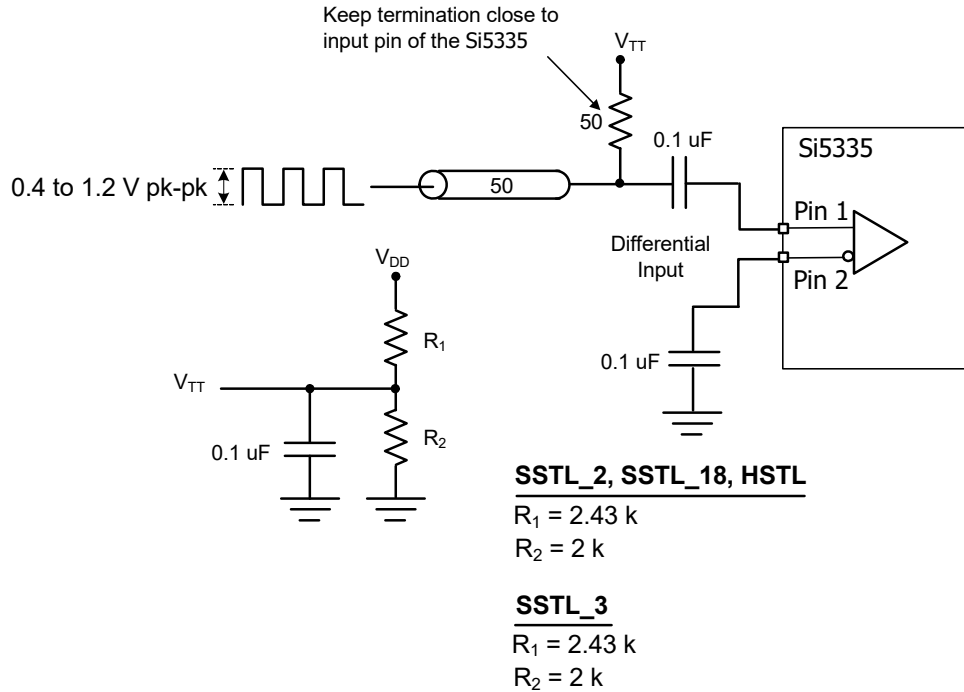 Keep termination close to
input pin of the Si5335
VTT
50
0.1 uF
Si5335
0.4 to 1.2 V pk-pk
50
Pin 1
Differential
Input
Pin 2
VDD
R1
0.1 uF
VTT
R2
0.1 uF
SSTL_2, SSTL_18, HSTL
R1 = 2.43 k
R2 = 2 k
SSTL_3
R1 = 2.43 k
R2 = 2 k